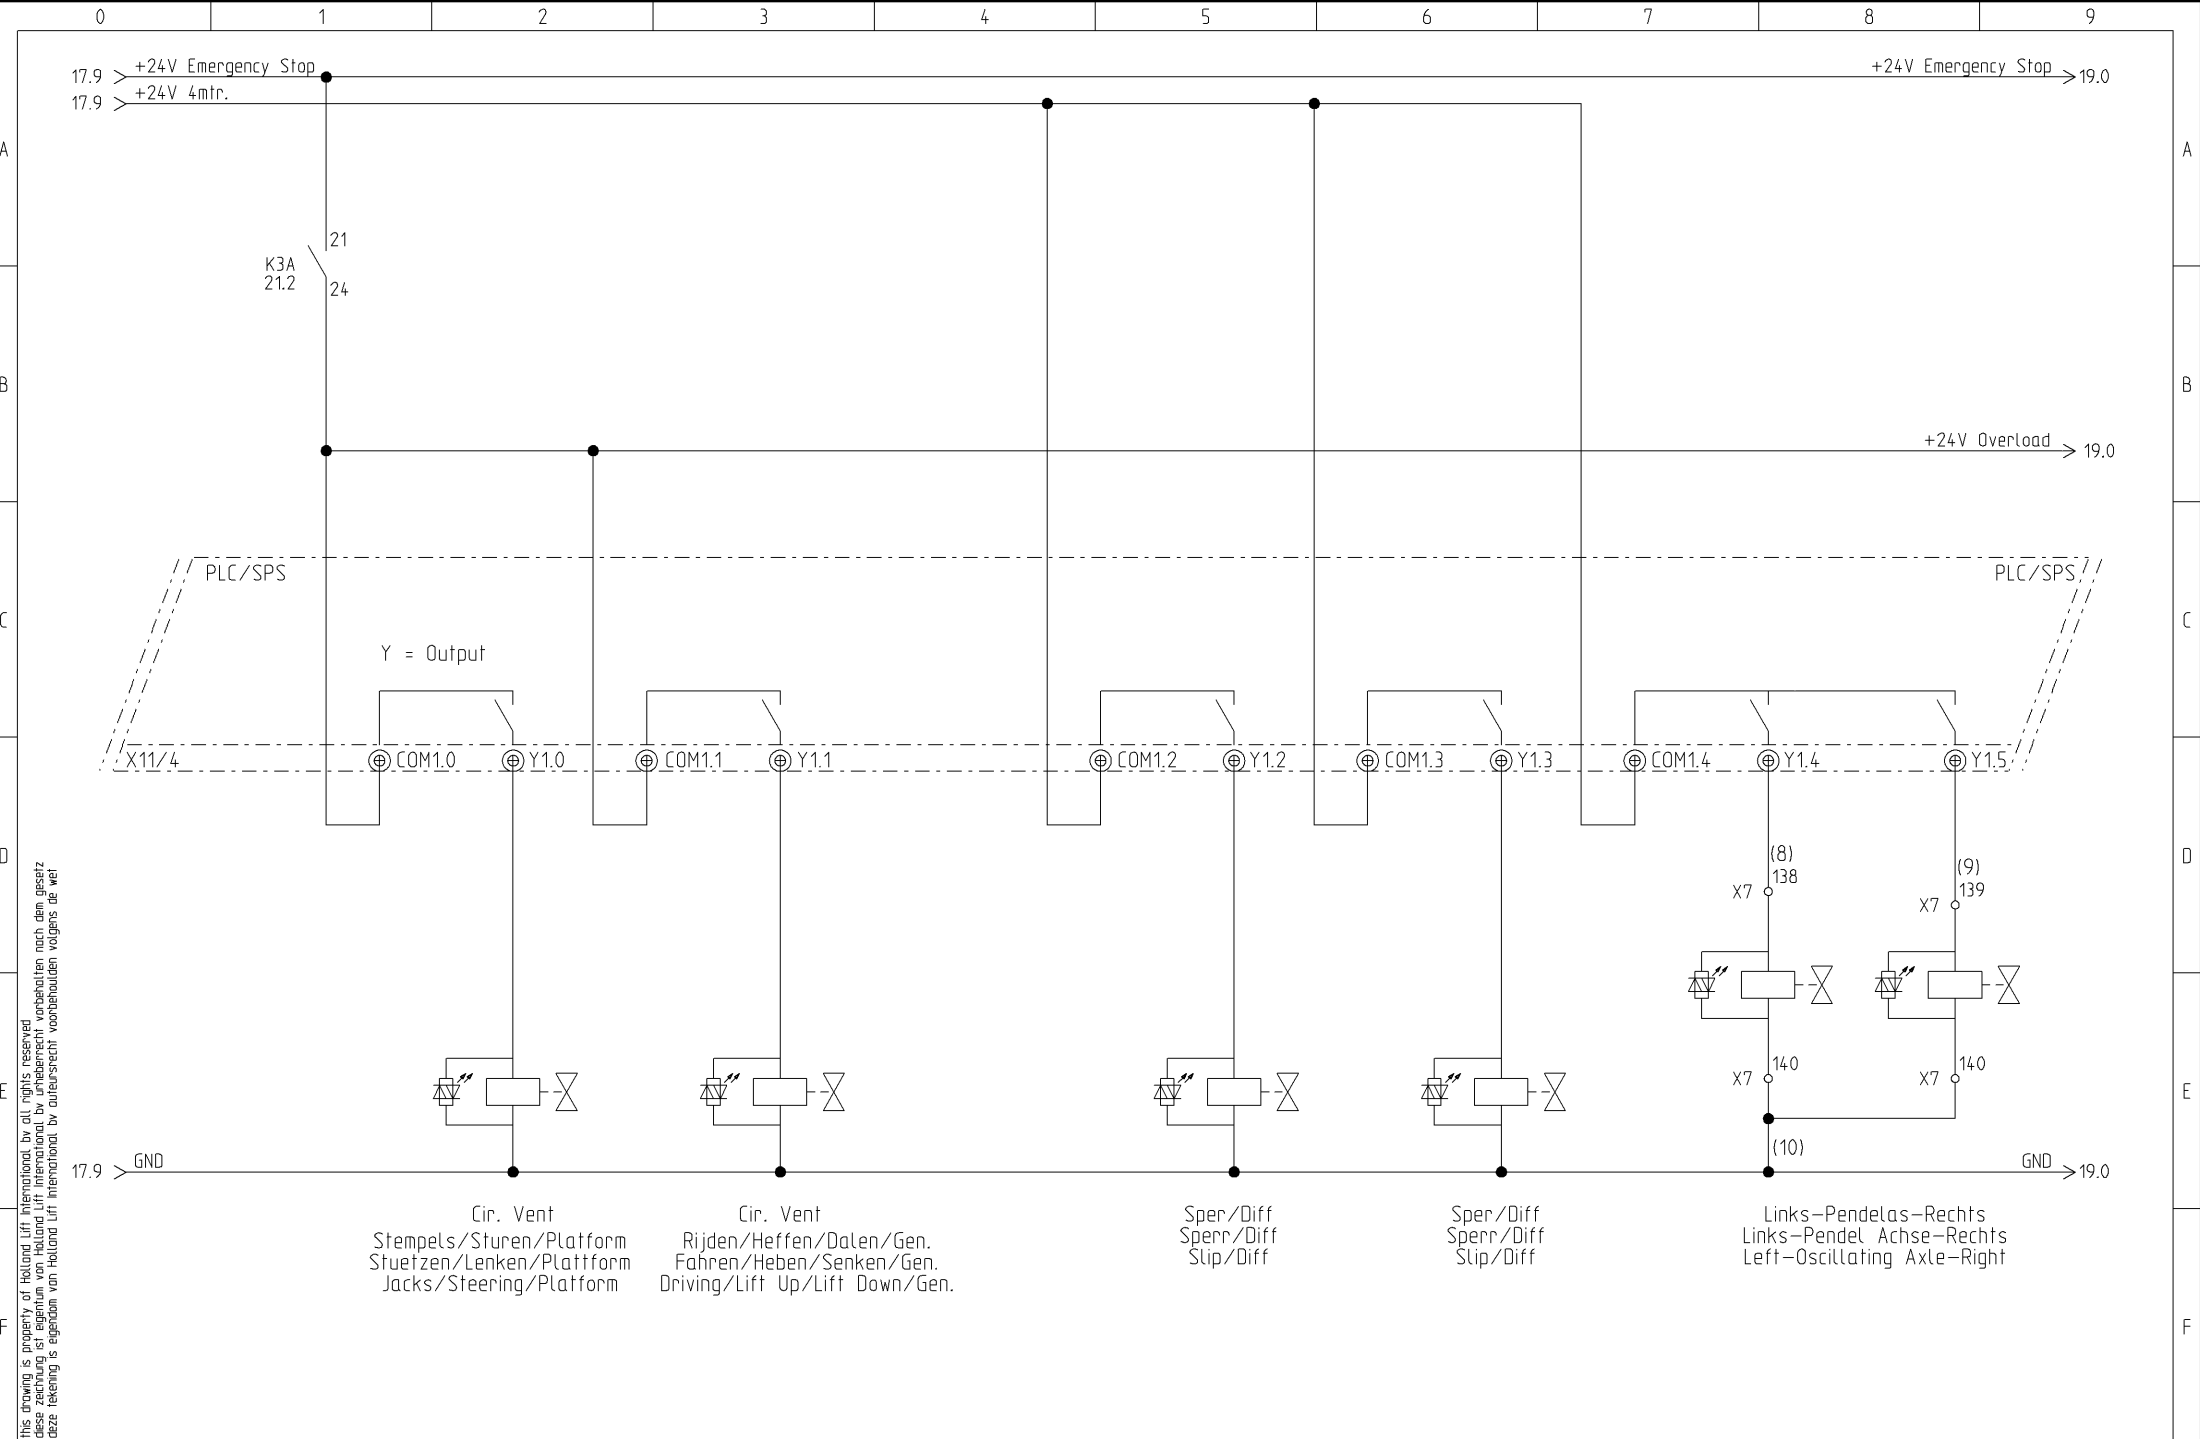 0 1 2 3 4 5 6 7 8 9
17.9 +24V Emergency Stop +24V Emergency Stop 19.0
17.9 +24V 4mtr.
A A
21
K3A
21.2
24
B B
+24V Overload 19.0
PLC/SPS PLC/SPS
C C
Y = Output
X11/4 COM1.0 Y1.0 COM1.1 Y1.1 COM1.2 Y1.2 COM1.3 Y1.3 COM1.4 Y1.4 Y1.5
D D
(8)
138
X7
(9)
139
X7
140
X7
140
X7
E E
(10)
17.9 GND GND 19.0
Cir. Vent
Stempels/Sturen/Platform
Stuetzen/Lenken/Plattform
Jacks/Steering/Platform
Cir. Vent
Rijden/Heffen/Dalen/Gen.
Fahren/Heben/Senken/Gen.
Driving/Lift Up/Lift Down/Gen.
Sper/Diff
Sperr/Diff
Slip/Diff
Sper/Diff
Sperr/Diff
Slip/Diff
Links-Pendelas-Rechts
Links-Pendel Achse-Rechts
Left-Oscillating Axle-Right
F F
this drawing is property of Holland Lift International bv all rights reserved
diese zeichnung ist eigentum von Holland Lift International bv urheberrecht vorbehalten nach dem gesetz
deze tekening is eigendom van Holland Lift International bv auteursrecht voorbehouden volgens de wet